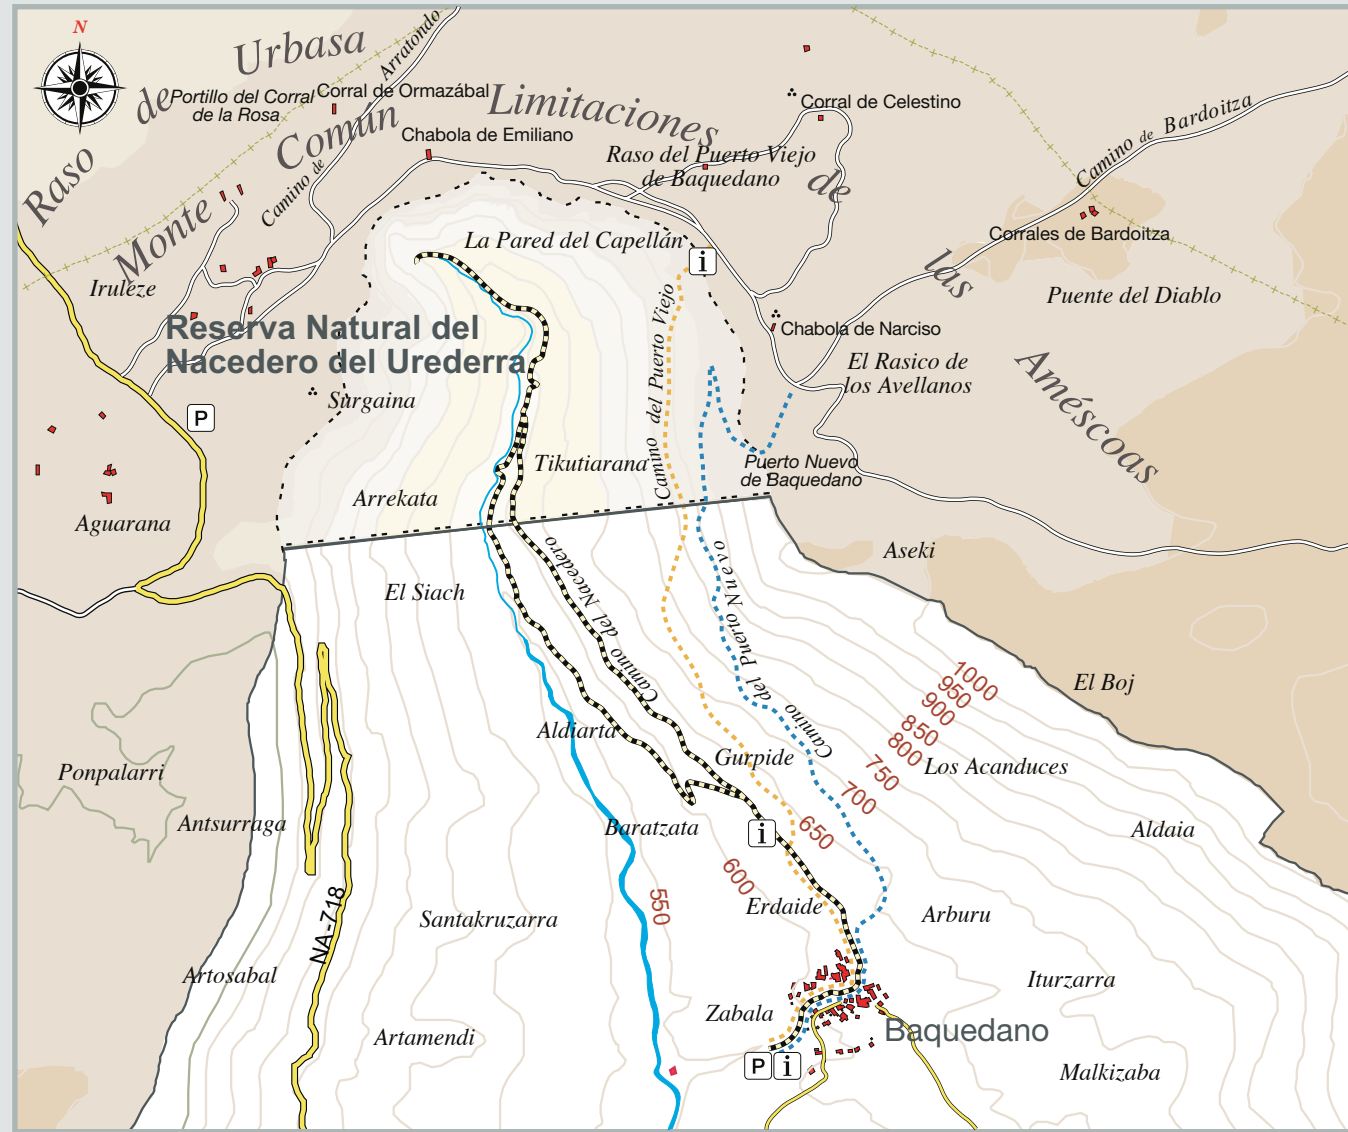 N
Raso
de
Urbasa
Arratondo
Portillo del Corral
de la Rosa
Corral de Ormazábal
Monte
Común
Limitaciones
de
las
Améscoas
Chabola de Emiliano
Camino de
Corral de Celestino
Raso del Puerto Viejo
de Baquedano
Camino de Bardoitza
Corrales de Bardoitza
La Pared del Capellán
i
Iruleze
Puente del Diablo
Reserva Natural del
Nacedero del Urederra
Chabola de Narciso
El Rasico de
los Avellanos
Surgaina
P
Camino del Puerto Viejo
Tikutiarana
Puerto Nuevo
de Baquedano
Arrekata
Aguarana
Aseki
El Siach
Camino del Nacedero
Camino del Puerto Nuevo
El Boj
1000
950
900
850
800
750
700
650
600
550
Aldiarta
Gurpide
Los Acanduces
Ponpalarri
Antsurraga
Baratzata
i
Aldaia
NA-718
Santakruzarra
Erdaide
Arburu
Artosabal
Iturzarra
Zabala
Baquedano
Artamendi
P
i
Malkizaba